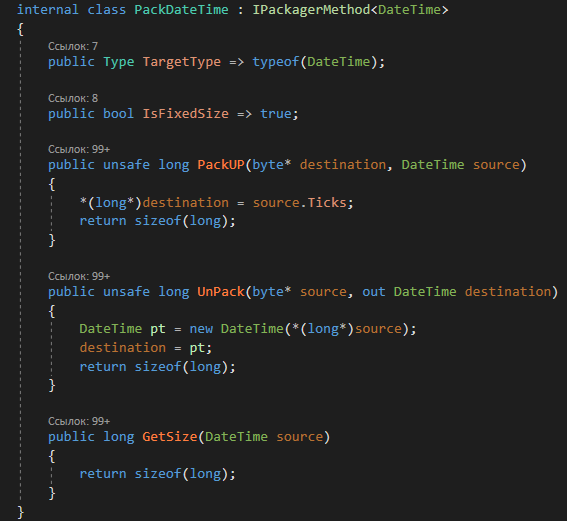 internal class PackDateTime : IPackagerMethod<DateTime>
{
Ссылок: 7
public Type TargetType => typeof(DateTime);
Ссылок: 8
public bool IsFixedSize => true;
Ссылок: 99+
public unsafe long PackUP(byte* destination, DateTime source)
{
*(long*)destination = source.Ticks;
return sizeof(long);
}
Ссылок: 99+
public unsafe long UnPack(byte* source, out DateTime destination)
{
DateTime pt = new DateTime(*(long*)source);
destination = pt;
return sizeof(long);
}
Ссылок: 99+
public long GetSize(DateTime source)
{
return sizeof(long);
}
}